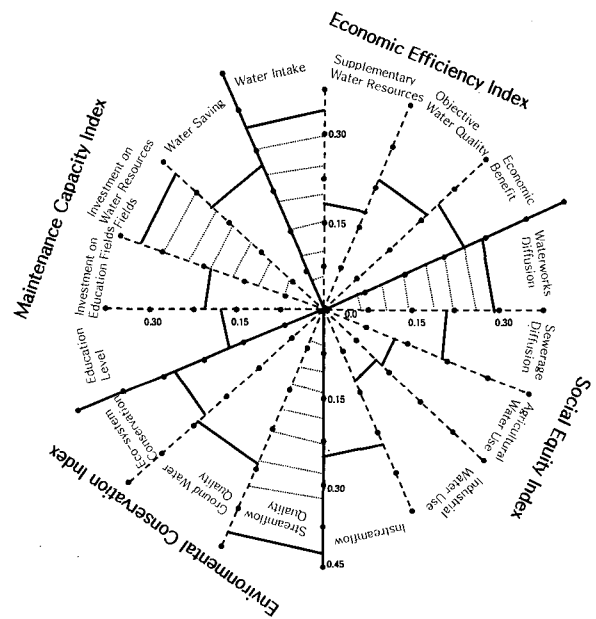 Economic Efficiency Index
Water Intake
Supplementary
Water Resources
Objective
Water Quality
Economic
Benefit
Waterworks
Diffusion
Sewerage
Diffusion
Agricultural
Water Use
Industrial
Water Use
Social Equity Index
Instreamflow
Streamflow
Quality
Ground Water
Quality
Eco-system
Conservation
Environmental Conservation Index
Education
Level
Investment on
Education Fields
Investment on
Water Resources
Fields
Water Saving
Maintenance Capacity Index
0.30
0.15
0.30
0.15
0.0
0.15
0.30
0.15
0.30
0.45